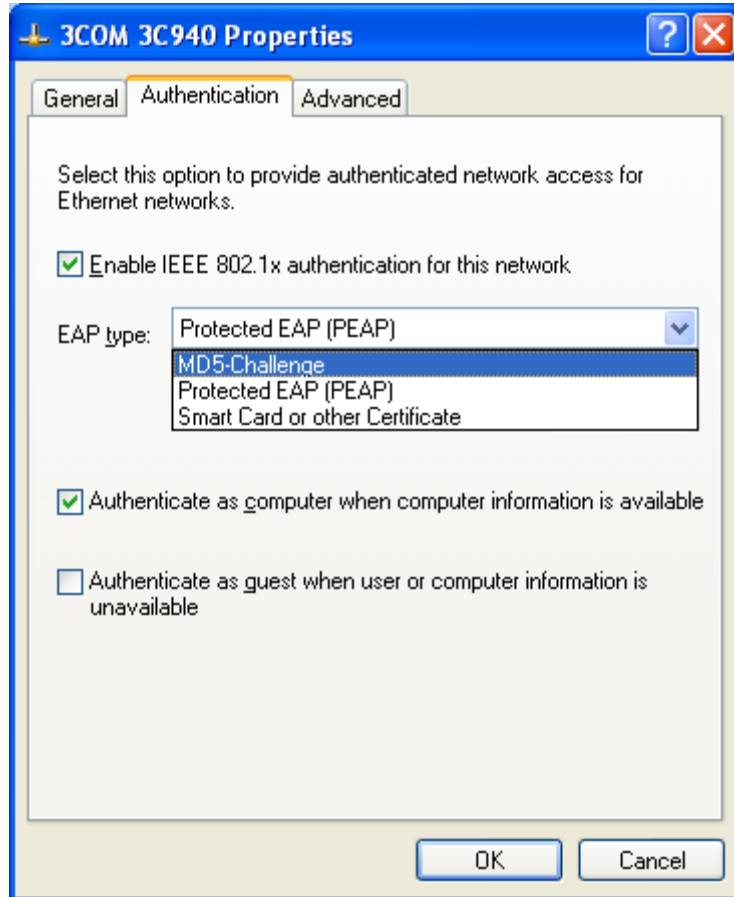 3COM 3C940 Properties
General Authentication Advanced
Select this option to provide authenticated network access for
Ethernet networks.
Enable IEEE 802.1x authentication for this network
EAP type: Protected EAP (PEAP)
MD5-Challenge
Protected EAP (PEAP)
Smart Card or other Certificate
Authenticate as computer when computer information is available
Authenticate as guest when user or computer information is
unavailable
OK Cancel